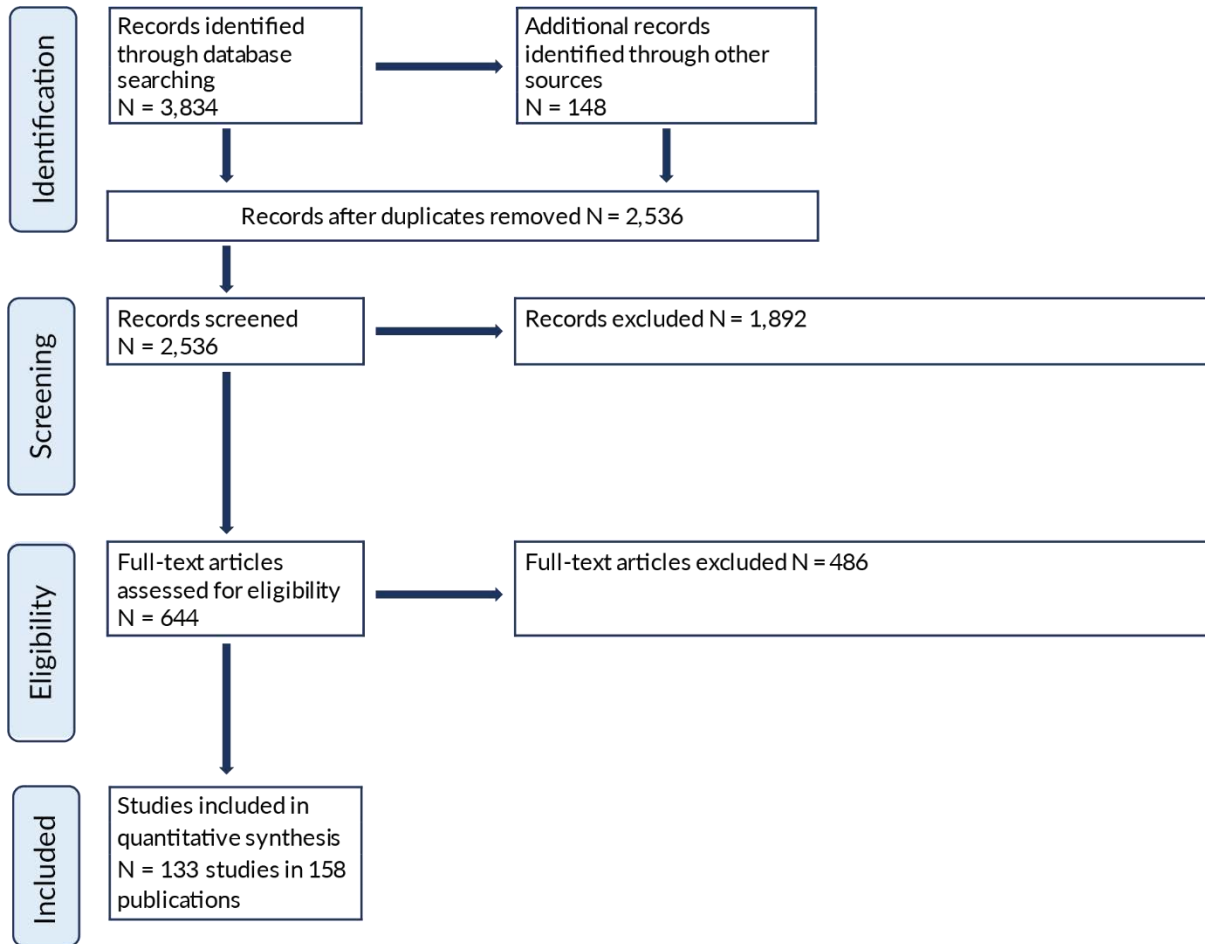 Identification
Records identified
through database
searching
N = 3,834
Additional records
identified through other
sources
N = 148
Records after duplicates removed N = 2,536
Screening
Records screened
N = 2,536
Records excluded N = 1,892
Eligibility
Full-text articles
assessed for eligibility
N = 644
Full-text articles excluded N = 486
Included
Studies included in
quantitative synthesis
N = 133 studies in 158
publications